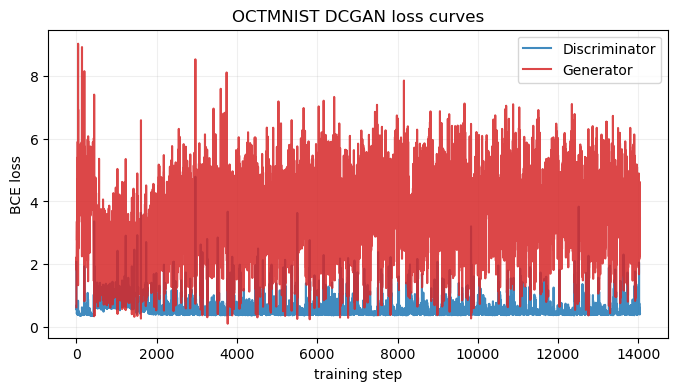 OCTMNIST DCGAN loss curves
Discriminator
Generator
BCE loss
8
6
4
2
0
0 2000 4000 6000 8000 10000 12000 14000
training step